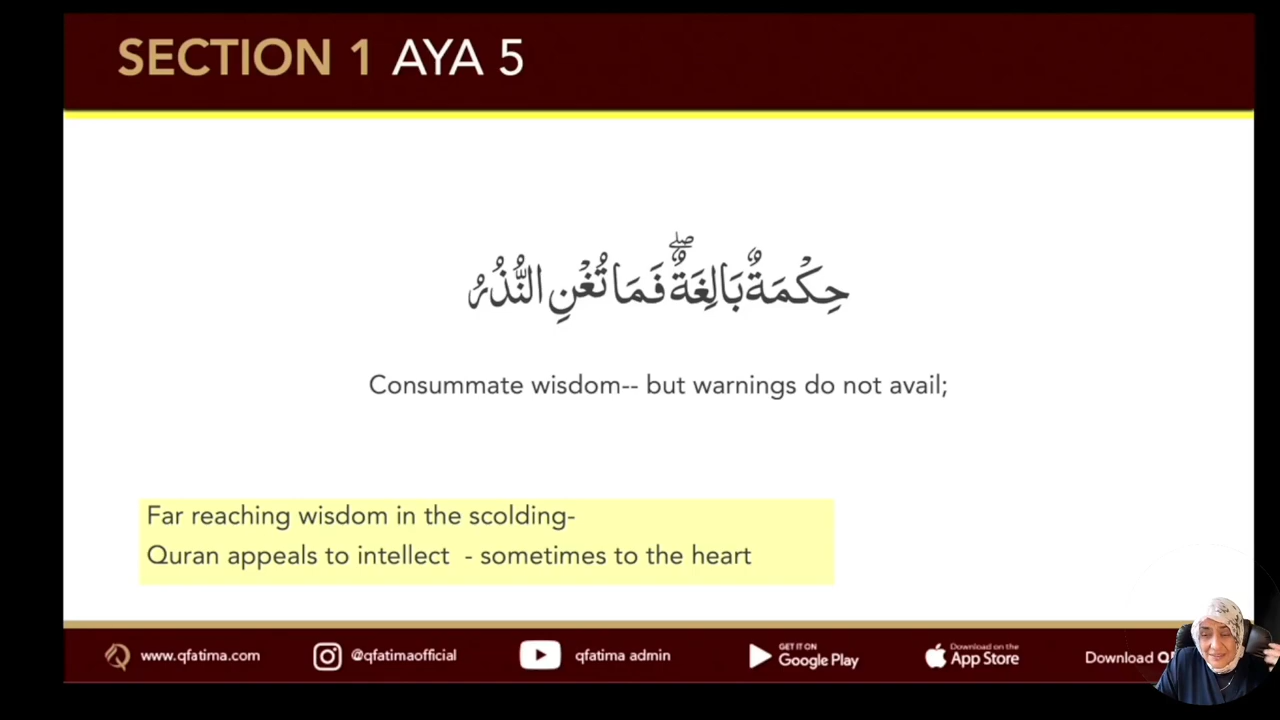 SECTION 1 AYA 5
حِكْمَةٌ بَالِغَةٌ ۖ فَمَا تُغْنِ النُّذُرُ
Consummate wisdom-- but warnings do not avail;
Far reaching wisdom in the scolding-
Quran appeals to intellect - sometimes to the heart
www.qfatima.com @qfatimaofficial qfatima admin GET IT ON Google Play Download on the App Store Download